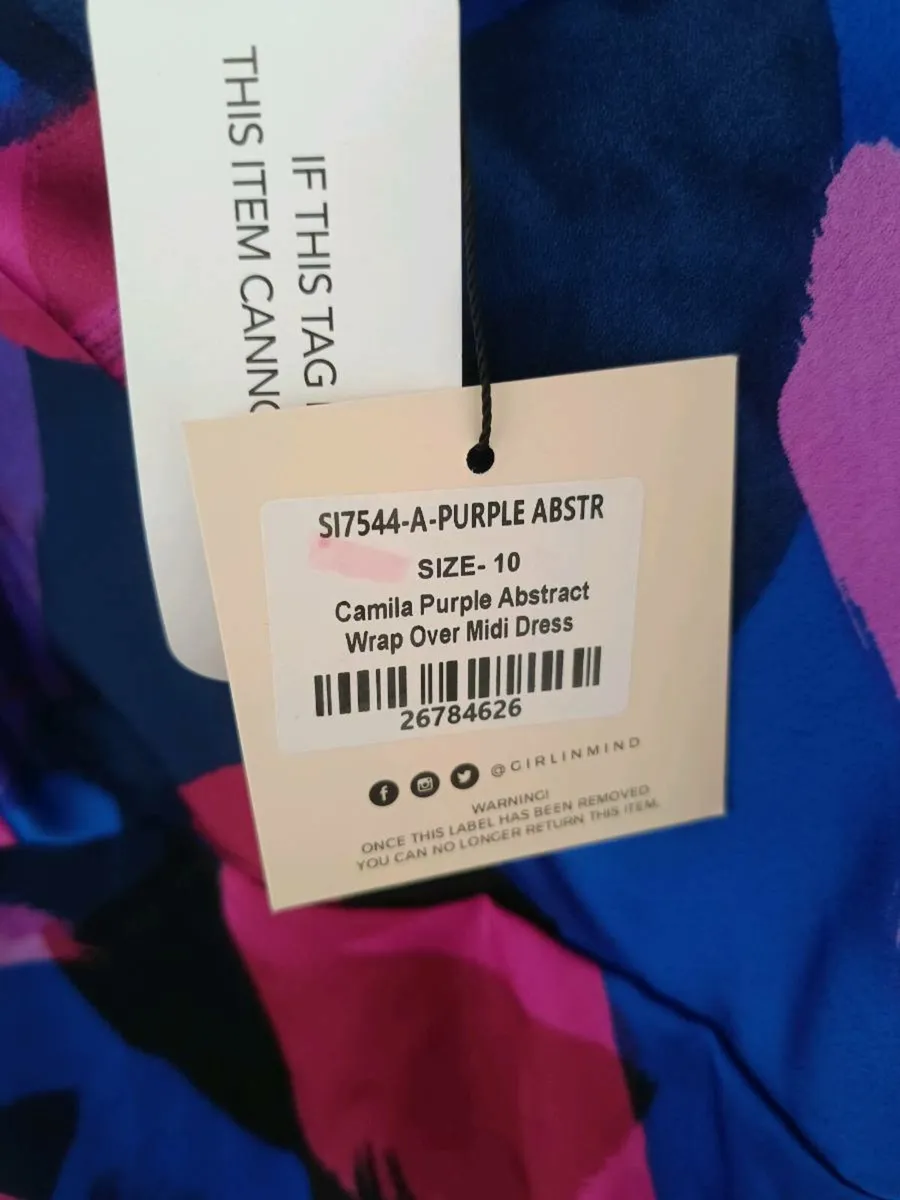 IF THIS TAG
THIS ITEM CANNO
SI7544-A-PURPLE ABSTR
SIZE- 10
Camila Purple Abstract
Wrap Over Midi Dress
26784626
@GIRLINMIND
WARNING!
ONCE THIS LABEL HAS BEEN REMOVED
YOU CAN NO LONGER RETURN THIS ITEM.